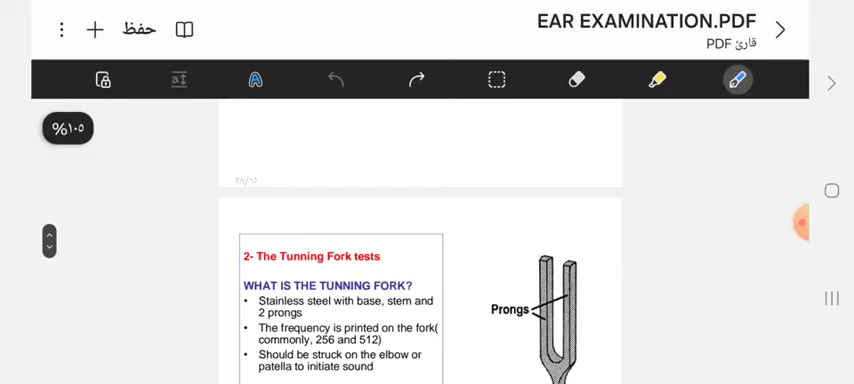 EAR EXAMINATION.PDF
قارئ PDF
حفظ
a
A
%١٠٥
٢٨/١٥
2- The Tunning Fork tests
WHAT IS THE TUNNING FORK?
• Stainless steel with base, stem and
2 prongs
• The frequency is printed on the fork(
commonly, 256 and 512)
• Should be struck on the elbow or
patella to initiate sound
Prongs